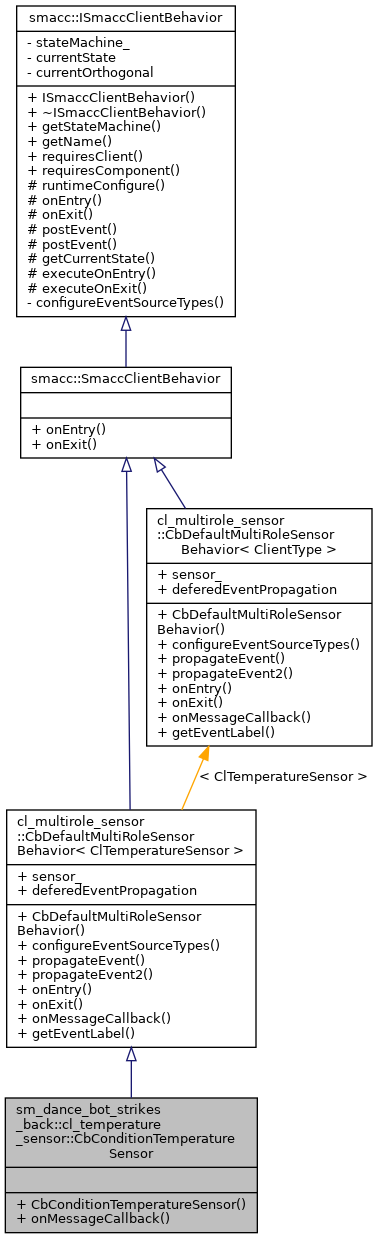 smacc::ISmaccClientBehavior
- stateMachine_
- currentState
- currentOrthogonal
+ ISmaccClientBehavior()
+ ~ISmaccClientBehavior()
+ getStateMachine()
+ getName()
+ requiresClient()
+ requiresComponent()
# runtimeConfigure()
# onEntry()
# onExit()
# postEvent()
# postEvent()
# getCurrentState()
# executeOnEntry()
# executeOnExit()
- configureEventSourceTypes()
smacc::SmaccClientBehavior
+ onEntry()
+ onExit()
cl_multirole_sensor
::CbDefaultMultiRoleSensor
Behavior< ClientType >
+ sensor_
+ deferedEventPropagation
+ CbDefaultMultiRoleSensor
Behavior()
+ configureEventSourceTypes()
+ propagateEvent()
+ propagateEvent2()
+ onEntry()
+ onExit()
+ onMessageCallback()
+ getEventLabel()
< ClTemperatureSensor >
cl_multirole_sensor
::CbDefaultMultiRoleSensor
Behavior< ClTemperatureSensor >
+ sensor_
+ deferedEventPropagation
+ CbDefaultMultiRoleSensor
Behavior()
+ configureEventSourceTypes()
+ propagateEvent()
+ propagateEvent2()
+ onEntry()
+ onExit()
+ onMessageCallback()
+ getEventLabel()
sm_dance_bot_strikes
_back::cl_temperature
_sensor::CbConditionTemperature
Sensor
+ CbConditionTemperatureSensor()
+ onMessageCallback()